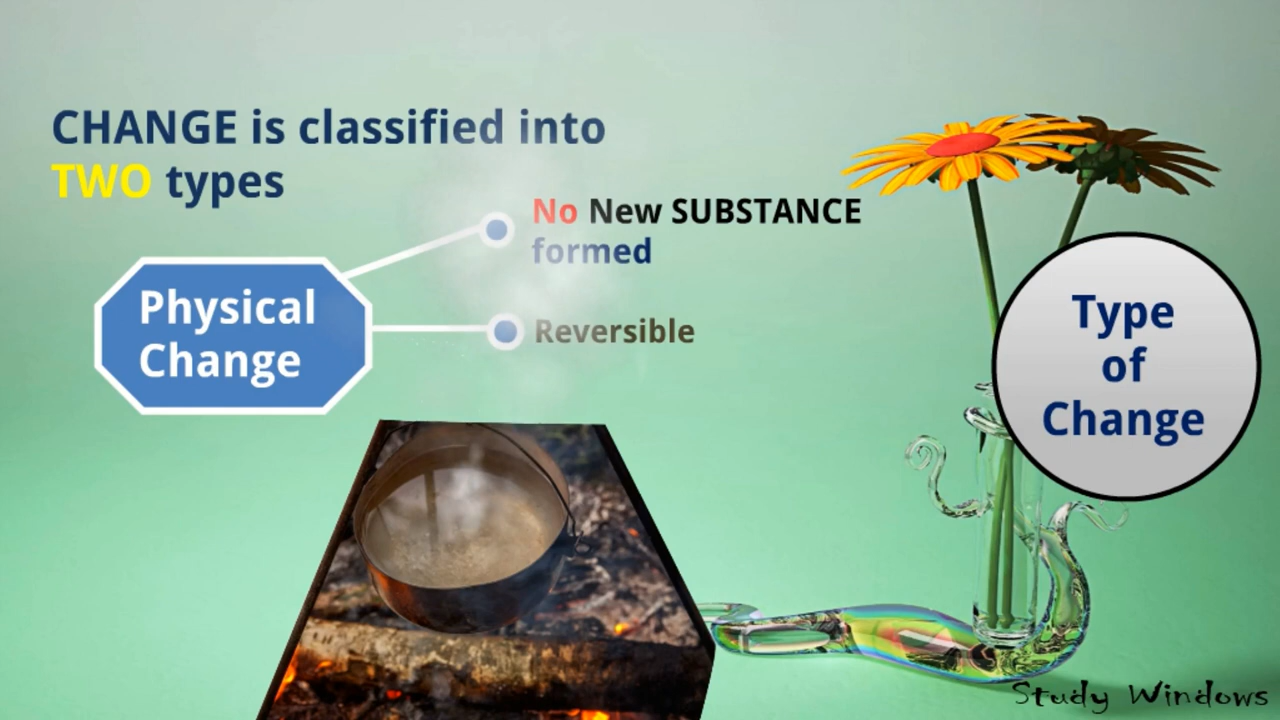 CHANGE is classified into
TWO types
No New SUBSTANCE
formed
Physical
Change
Reversible
Type
of
Change
Study Windows